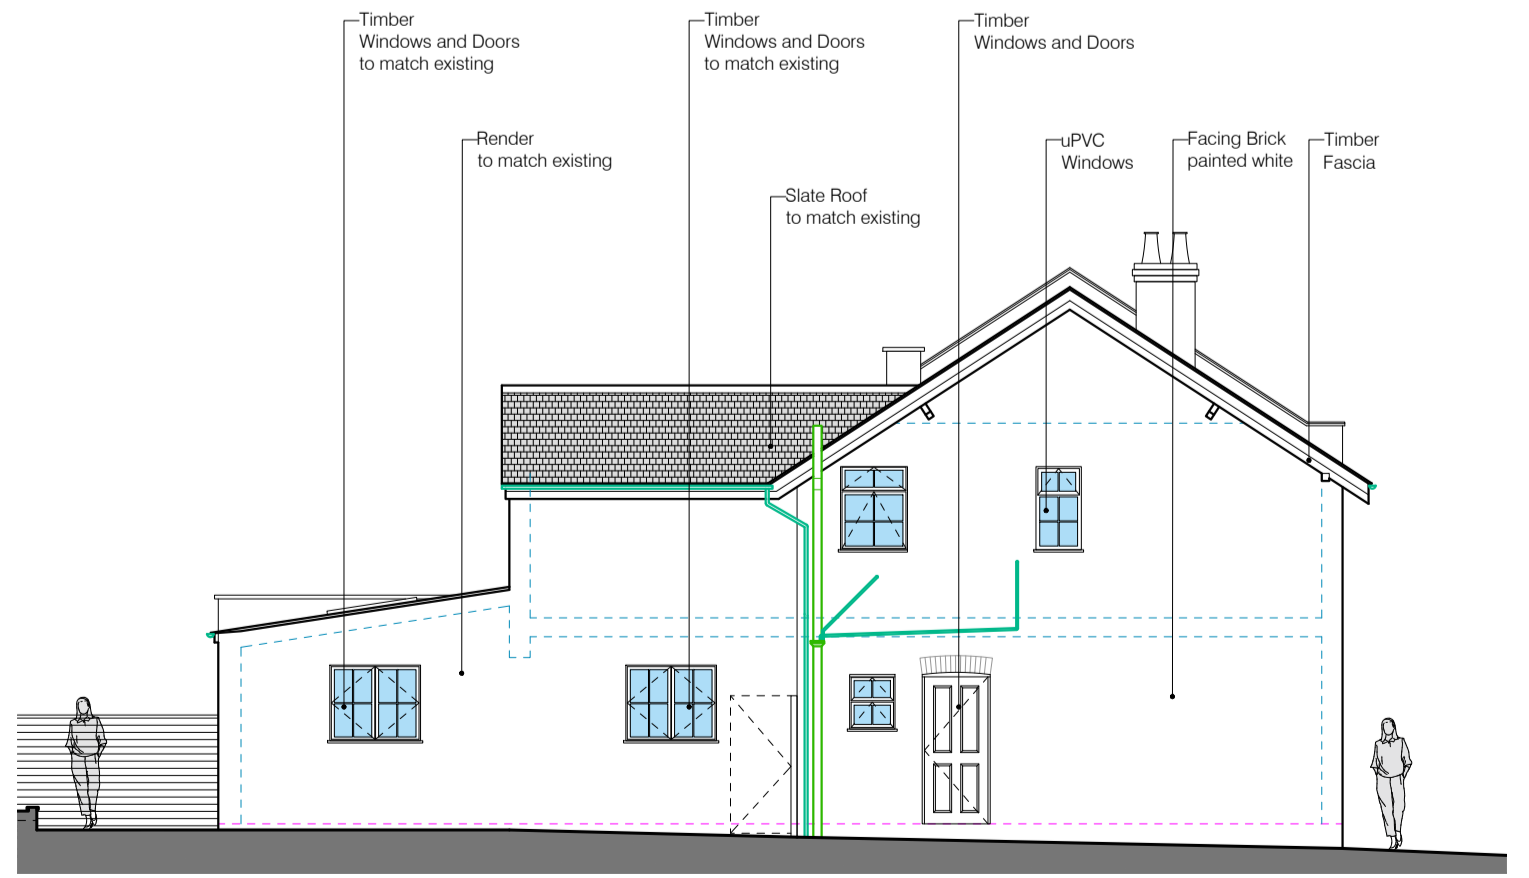 Timber
Windows and Doors
to match existing
Timber
Windows and Doors
to match existing
Timber
Windows and Doors
Render
to match existing
uPVC
Windows
Facing Brick
painted white
Timber
Fascia
Slate Roof
to match existing